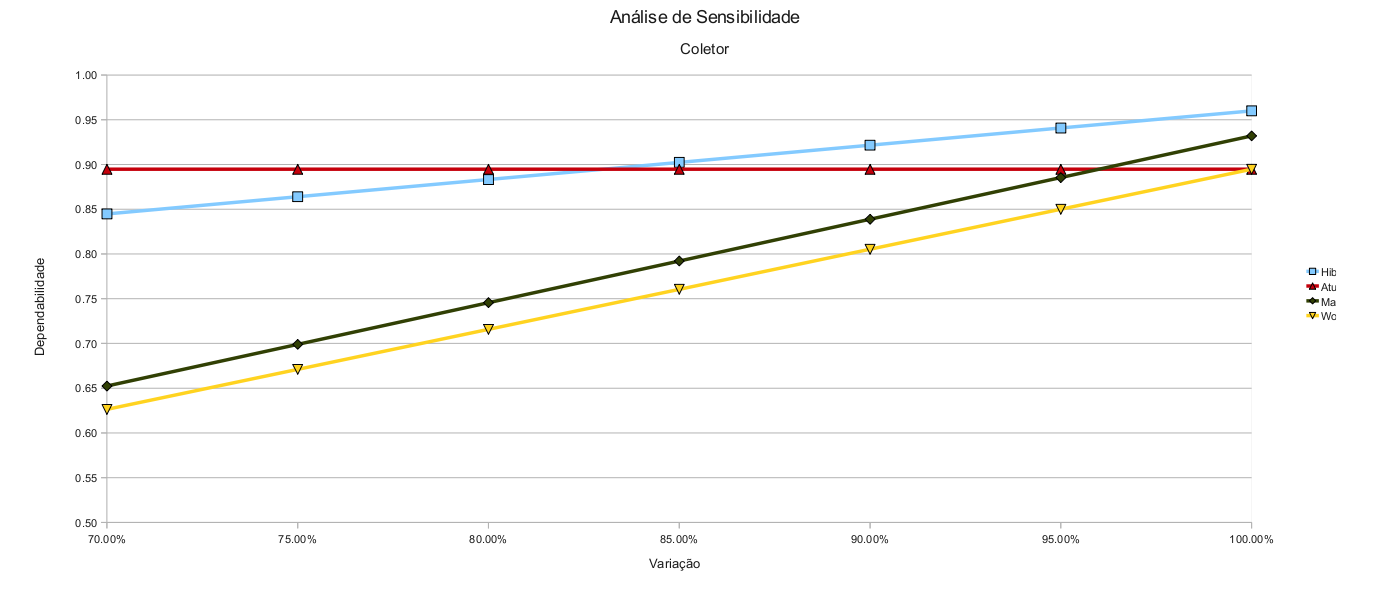 Análise de Sensibilidade
Coletor
1.00
0.95
0.90
0.85
0.80
0.75
0.70
0.65
0.60
0.55
0.50
Dependabilidade
70.00%
75.00%
80.00%
85.00%
90.00%
95.00%
100.00%
Variação
Hib
Atu
Ma
Wo